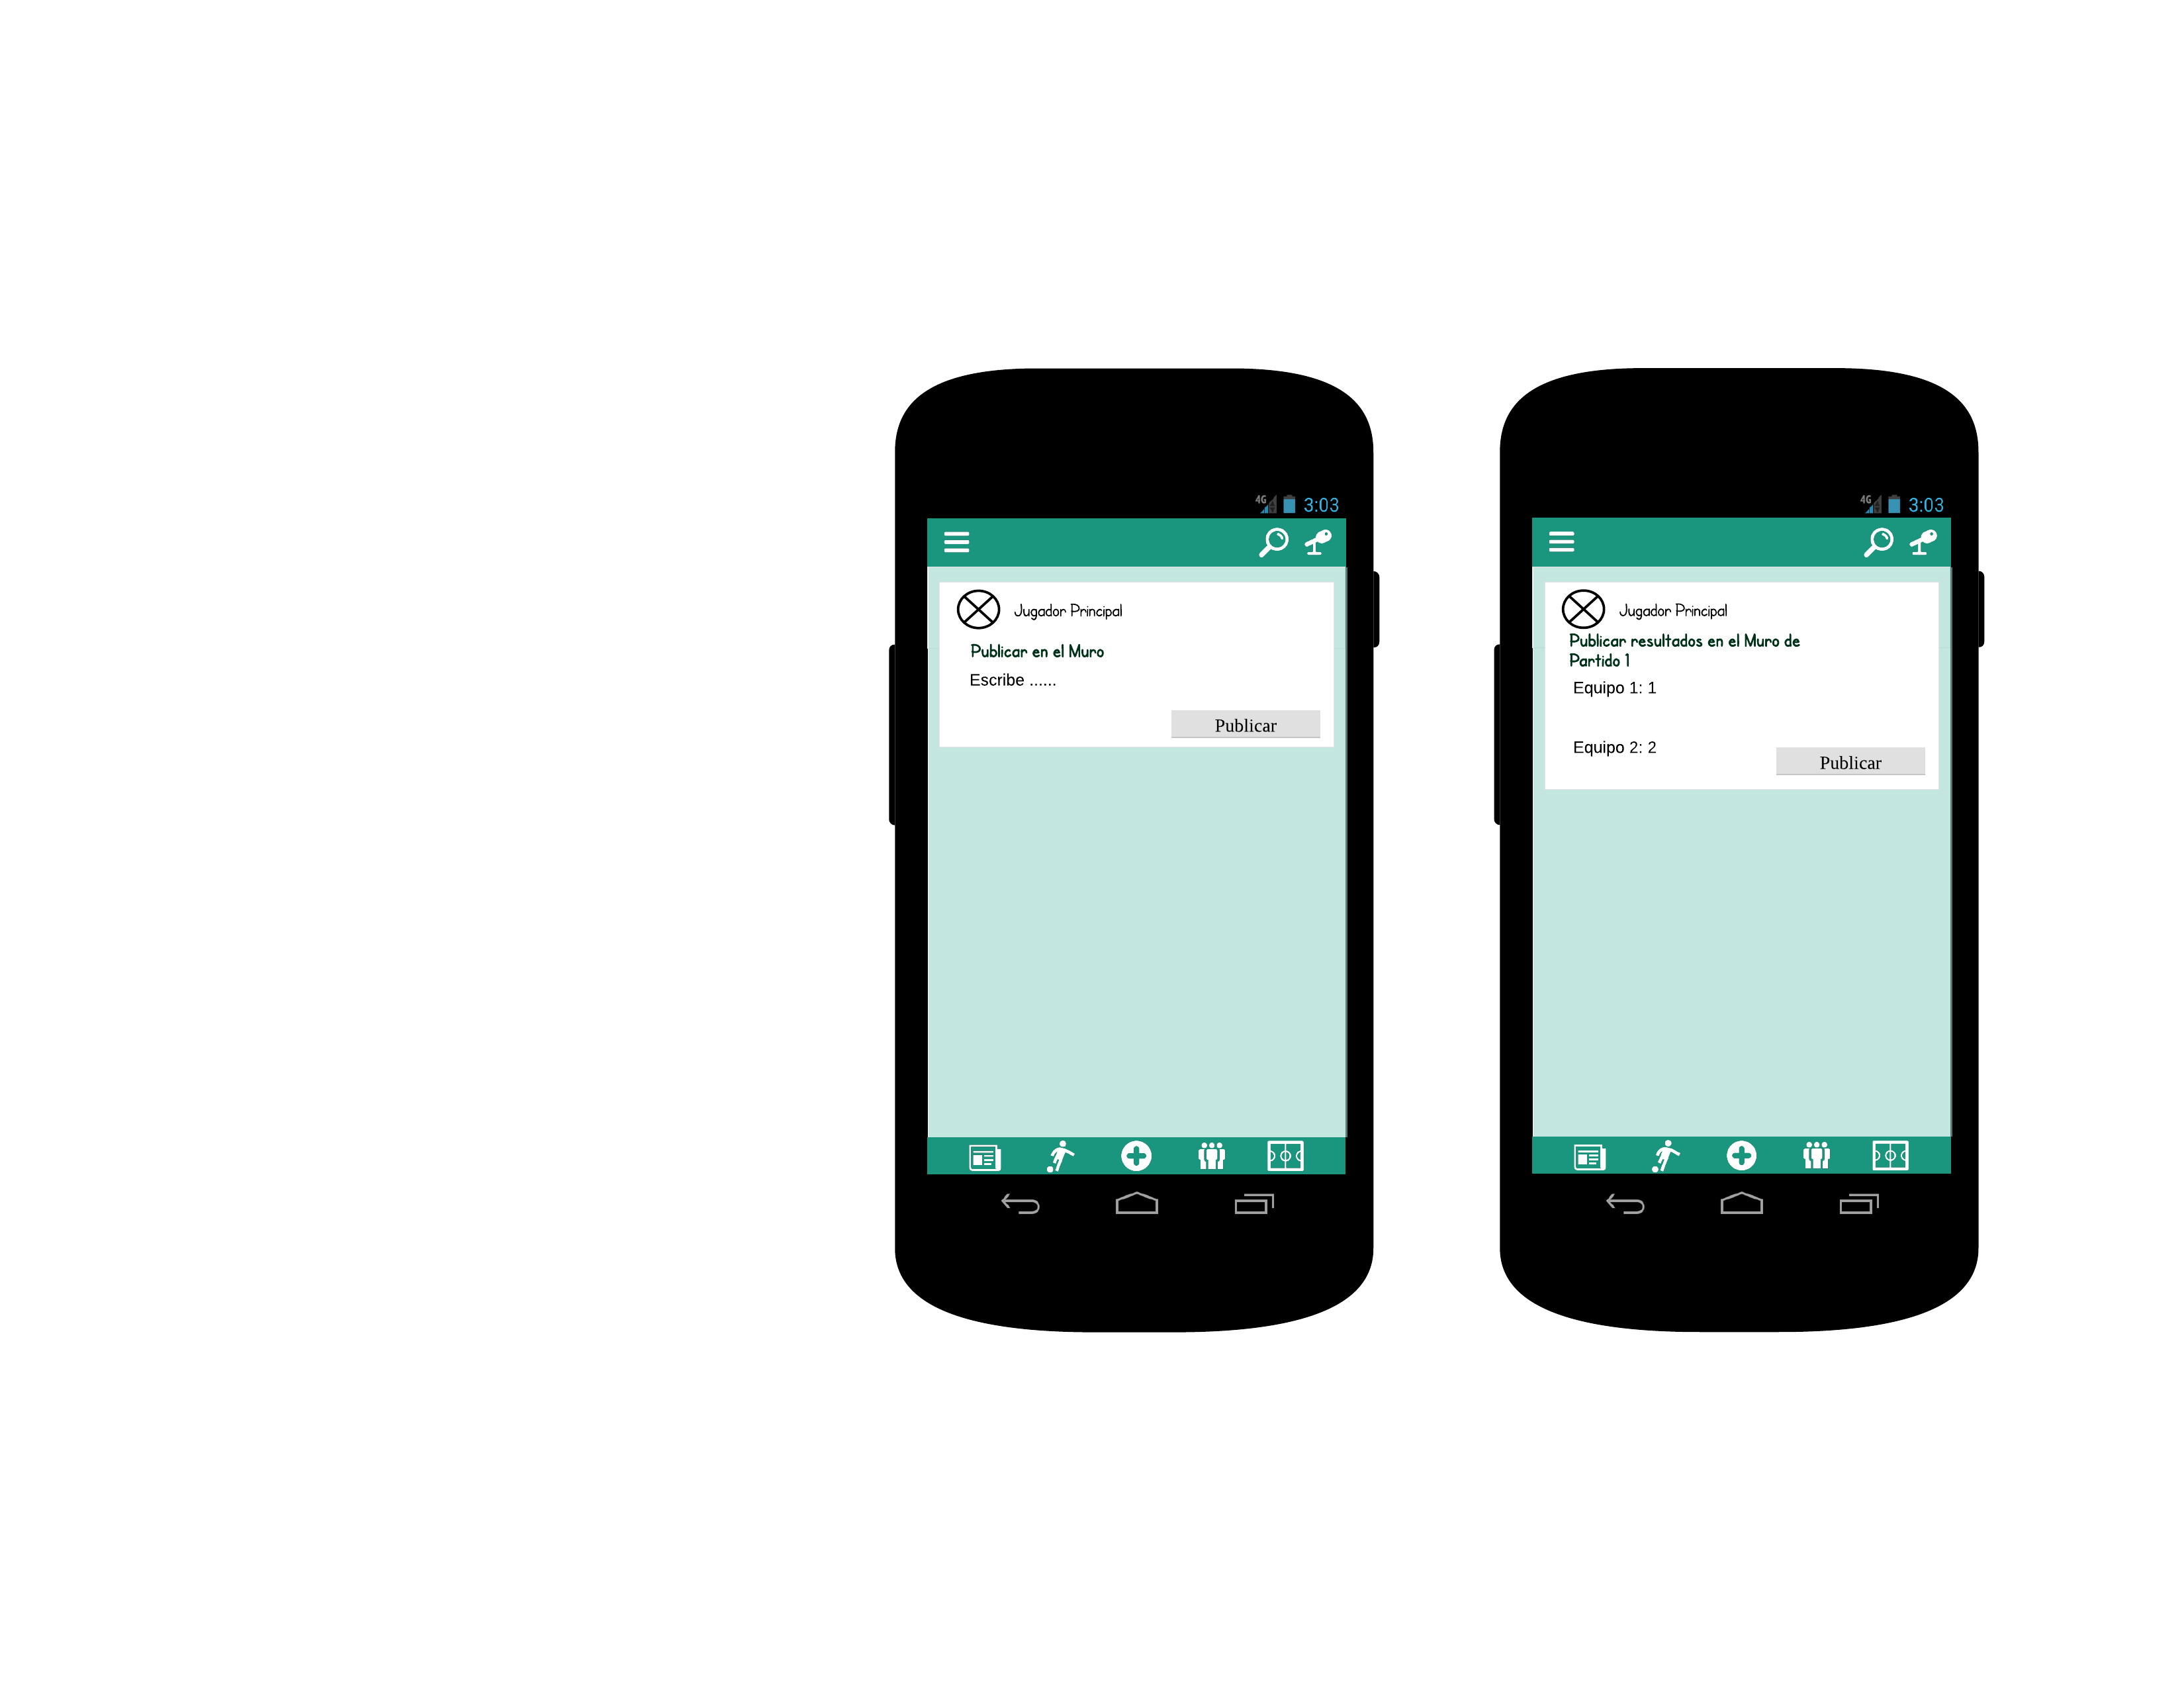 4G 3:03
Jugador Principal
Publicar en el Muro
Escribe ......
Publicar
4G 3:03
Jugador Principal
Publicar resultados en el Muro de
Partido 1
Equipo 1: 1
Equipo 2: 2
Publicar